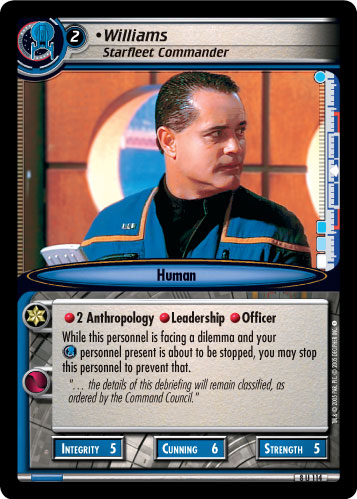 2
•Williams
Starfleet Commander
Human
2 Anthropology Leadership Officer
While this personnel is facing a dilemma and your
personnel present is about to be stopped, you may stop
this personnel to prevent that.
"... the details of this debriefing will remain classified, as
ordered by the Command Council."
INTEGRITY 5 CUNNING 6 STRENGTH 5
8 U 114